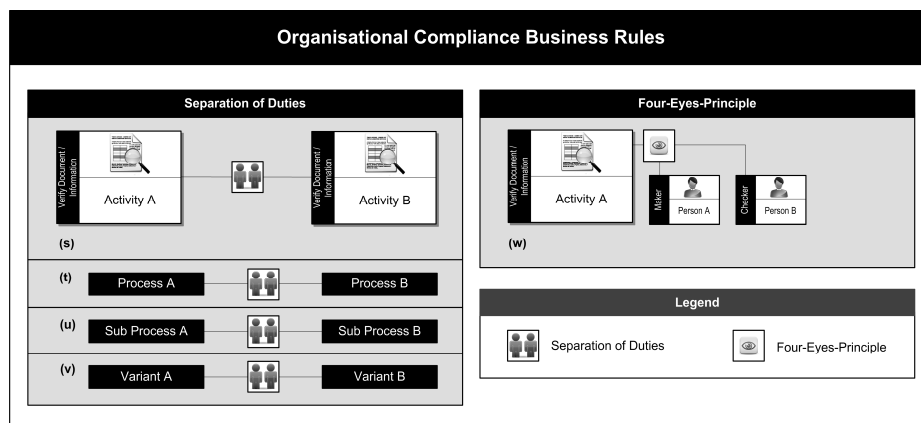 Organisational Compliance Business Rules
Separation of Duties
Verify Document /
Information
Activity A
Verify Document /
Information
Activity B
(s)
(t)
Process A
Process B
(u)
Sub Process A
Sub Process B
(v)
Variant A
Variant B
Four-Eyes-Principle
Verify Document /
Information
Activity A
Maker
Person A
Checker
Person B
(w)
Legend
Separation of Duties
Four-Eyes-Principle